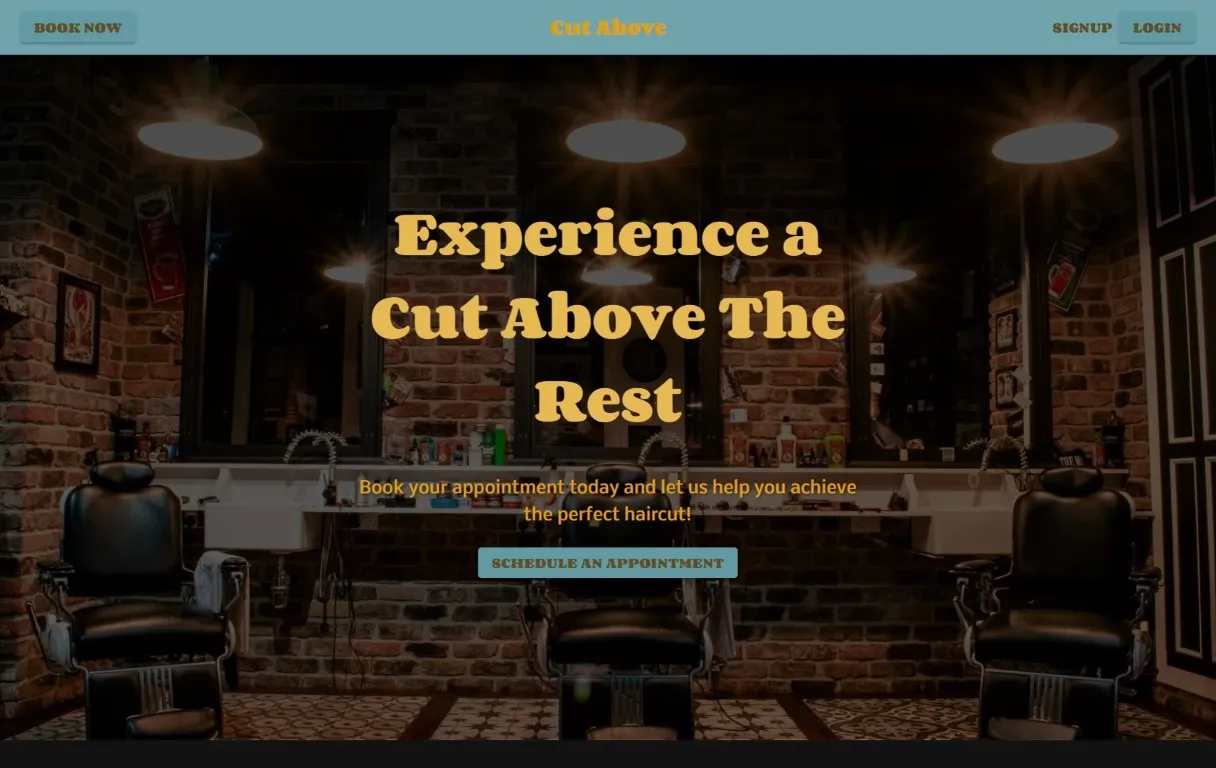 BOOK NOW
Cut Above
SIGNUP
LOGIN
Experience a
Cut Above The
Rest
Book your appointment today and let us help you achieve
the perfect haircut!
SCHEDULE AN APPOINTMENT